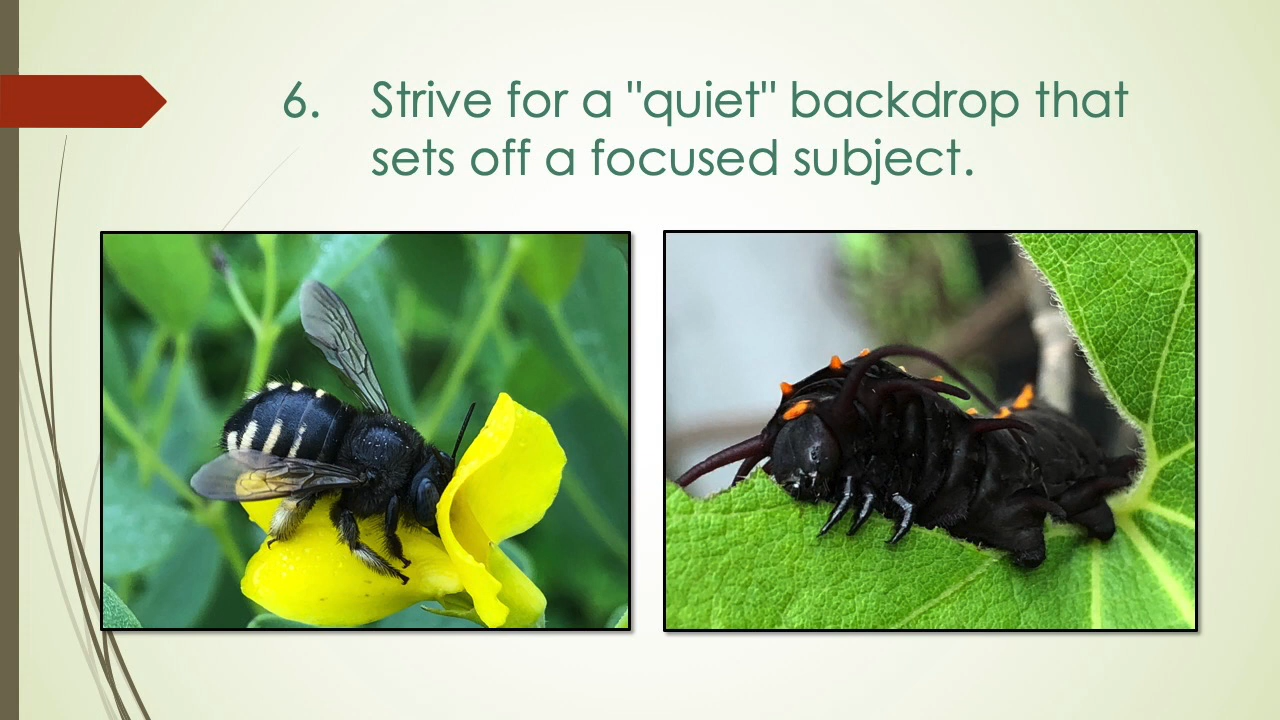 6. Strive for a "quiet" backdrop that
sets off a focused subject.